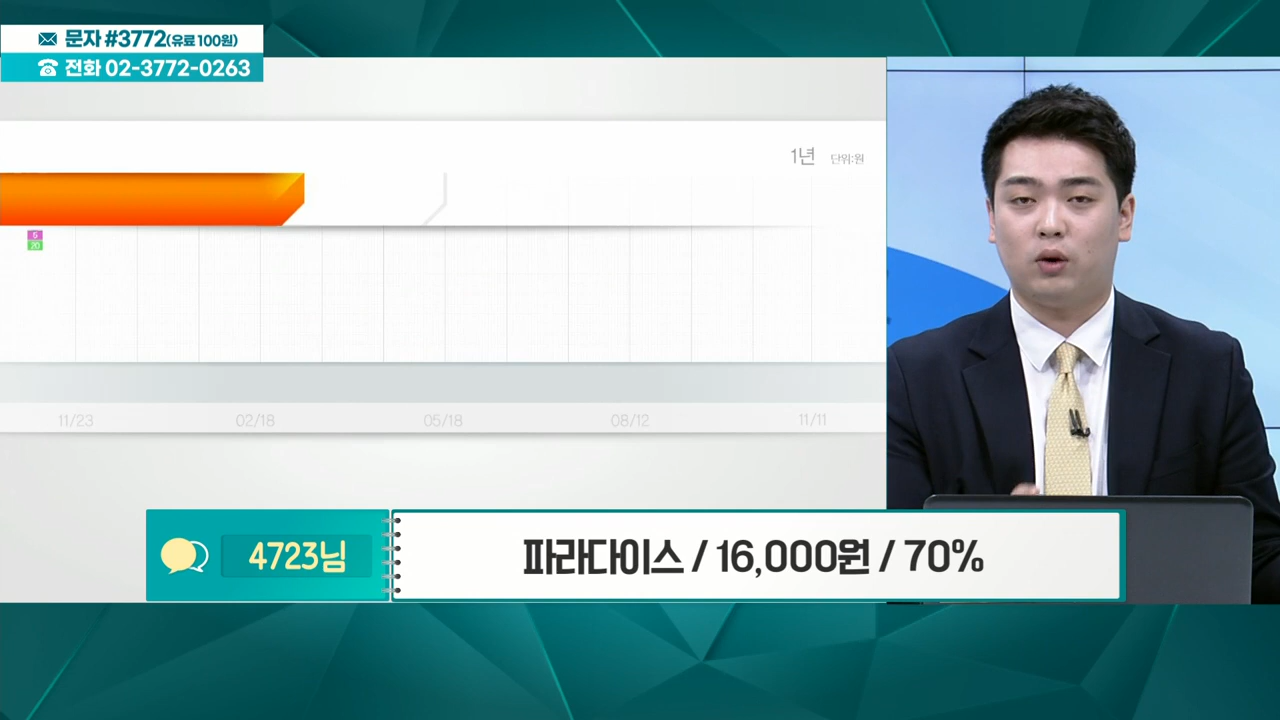 문자 #3772(유료 100원)
전화 02-3772-0263
1년 단위:원
5
20
11/23 02/18 05/18 08/12 11/11
4723님
파라다이스 / 16,000원 / 70%